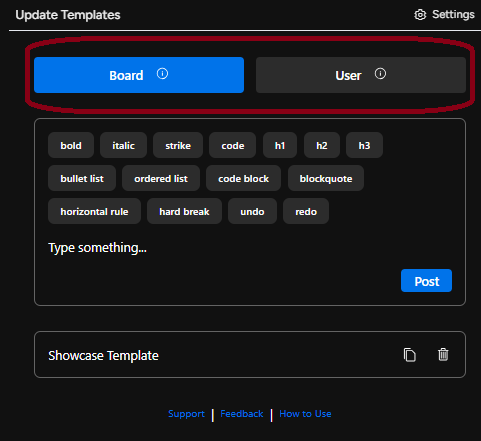 Update Templates Settings
Board User
bold italic strike code h1 h2 h3
bullet list ordered list code block blockquote
horizontal rule hard break undo redo
Type something...
Post
Showcase Template
Support | Feedback | How to Use